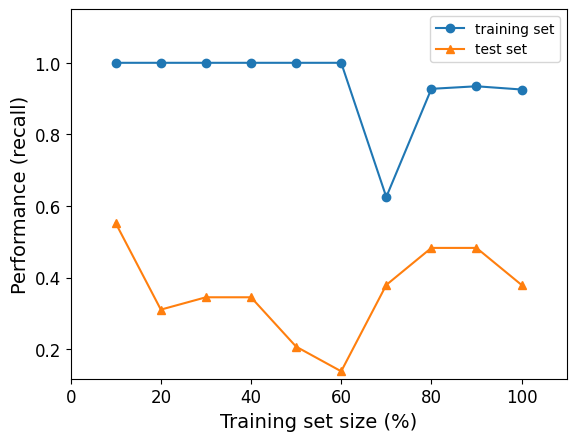 training set
test set
1.0
0.8
0.6
0.4
0.2
Performance (recall)
0 20 40 60 80 100
Training set size (%)